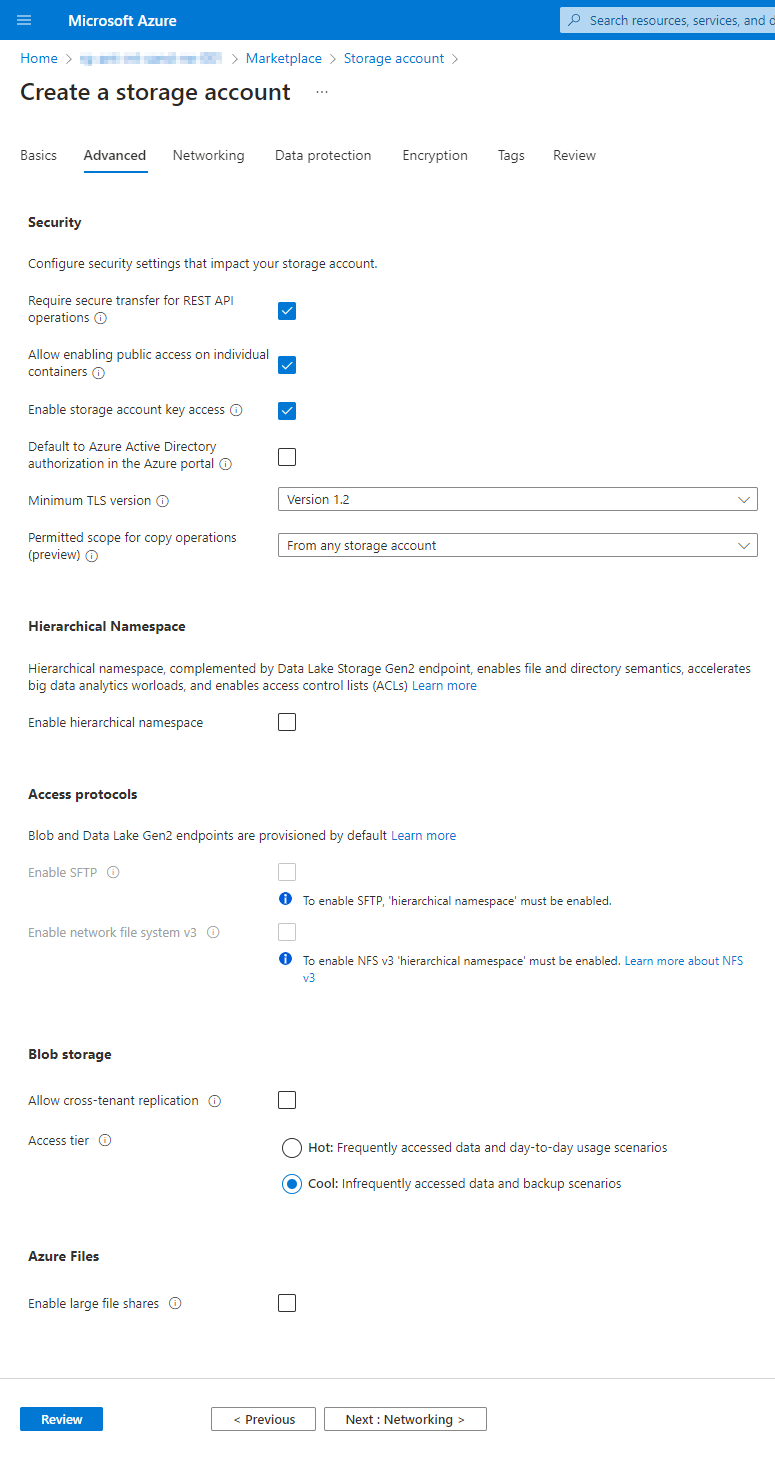 Microsoft Azure
Search resources, services, and d
Home > > Marketplace > Storage account >
Create a storage account ...
Basics Advanced Networking Data protection Encryption Tags Review
Security
Configure security settings that impact your storage account.
Require secure transfer for REST API
operations
Allow enabling public access on individual
containers
Enable storage account key access
Default to Azure Active Directory
authorization in the Azure portal
Minimum TLS version
Version 1.2
Permitted scope for copy operations
(preview)
From any storage account
Hierarchical Namespace
Hierarchical namespace, complemented by Data Lake Storage Gen2 endpoint, enables file and directory semantics, accelerates
big data analytics worloads, and enables access control lists (ACLs) Learn more
Enable hierarchical namespace
Access protocols
Blob and Data Lake Gen2 endpoints are provisioned by default Learn more
Enable SFTP
To enable SFTP, 'hierarchical namespace' must be enabled.
Enable network file system v3
To enable NFS v3 'hierarchical namespace' must be enabled. Learn more about NFS
v3
Blob storage
Allow cross-tenant replication
Access tier
Hot: Frequently accessed data and day-to-day usage scenarios
Cool: Infrequently accessed data and backup scenarios
Azure Files
Enable large file shares
Review
< Previous
Next : Networking >